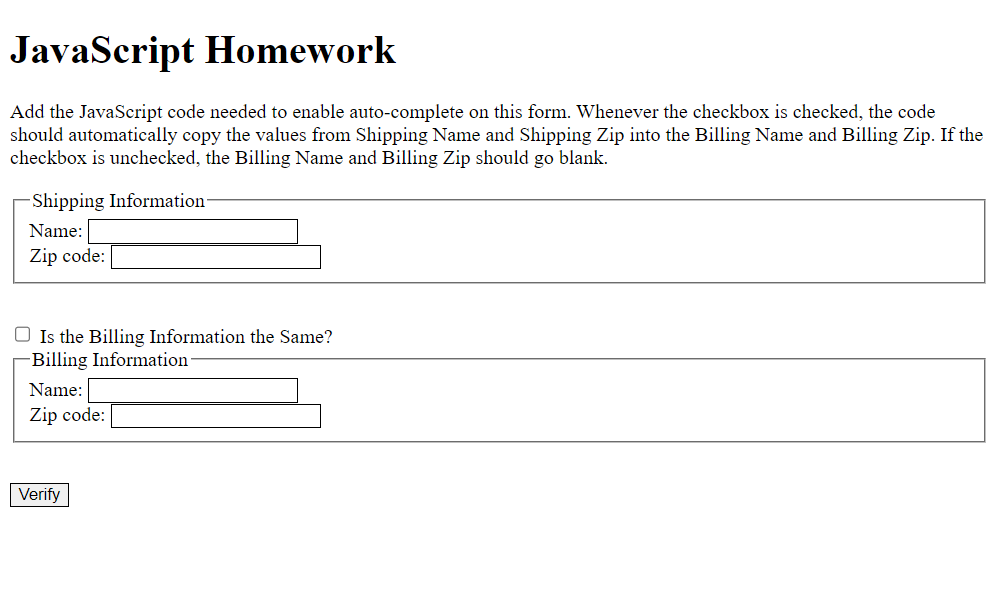 JavaScript Homework
Add the JavaScript code needed to enable auto-complete on this form. Whenever the checkbox is checked, the code
should automatically copy the values from Shipping Name and Shipping Zip into the Billing Name and Billing Zip. If the
checkbox is unchecked, the Billing Name and Billing Zip should go blank.
Shipping Information
Name:
Zip code:
Is the Billing Information the Same?
Billing Information
Name:
Zip code:
Verify